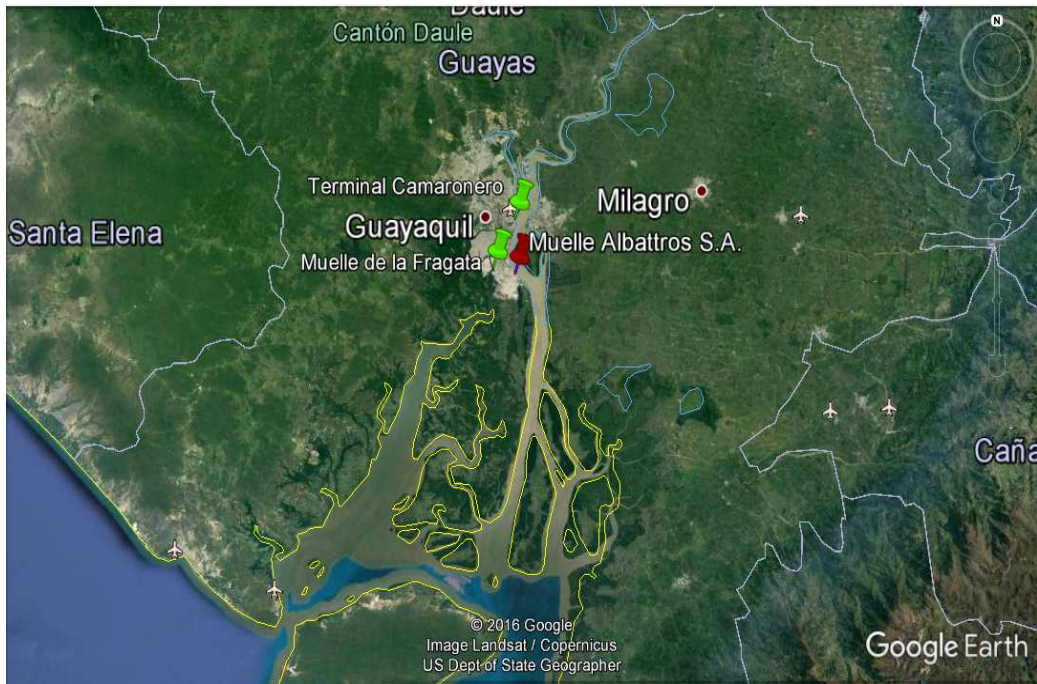 Daule
Cantón Daule
Guayas
N
Terminal Camaronero
Milagro
Guayaquil
Santa Elena
Muelle Albattros S.A.
Muelle de la Fragata
Caña
© 2016 Google
Image Landsat / Copernicus
US Dept of State Geographer
Google Earth